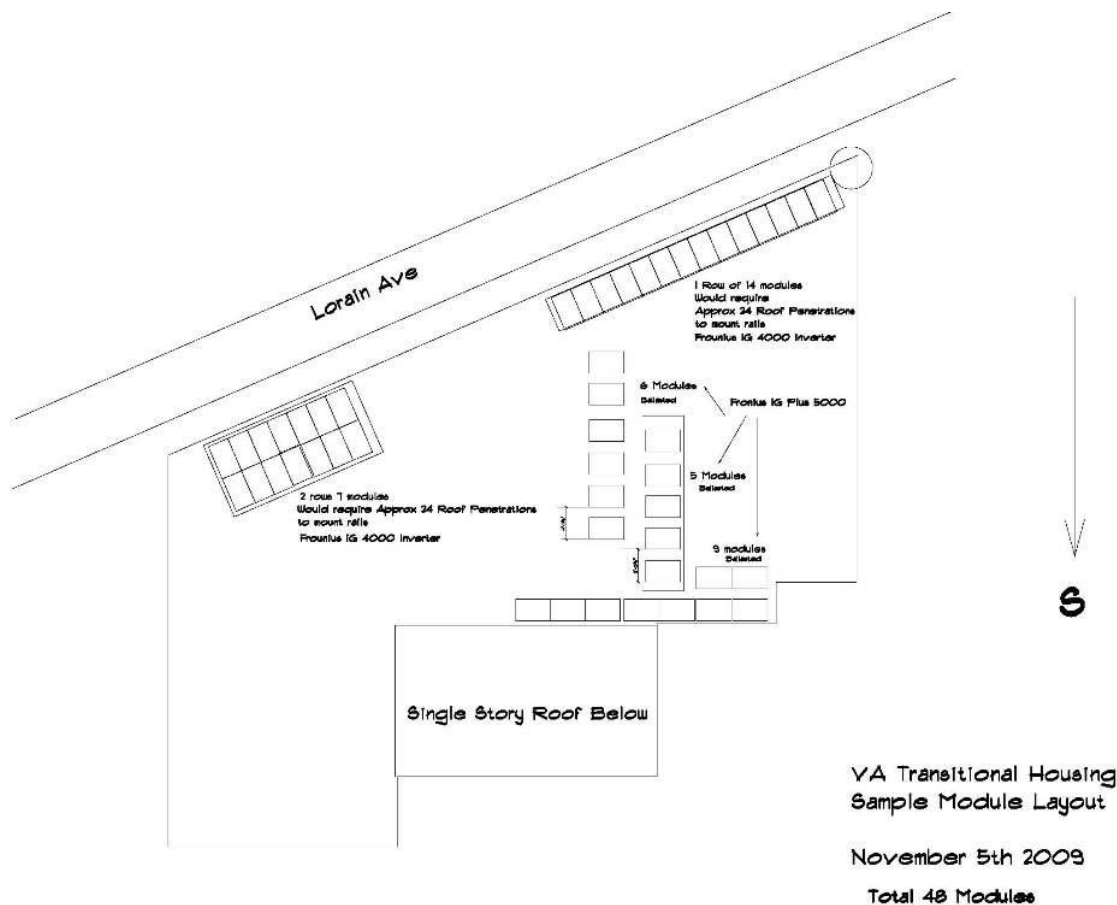 Lorain Ave
1 Row of 14 modules
Would require
Approx 24 Roof Penetrations
to mount rails
Frounius IG 4000 Inverter
6 Modules
Ballasted
Fronius IG Plus 5000
5 Modules
Ballasted
2 rows 7 modules
Would require Approx 24 Roof Penetrations
to mount rails
Frounius IG 4000 Inverter
9 modules
Ballasted
S
Single Story Roof Below
VA Transitional Housing
Sample Module Layout
November 5th 2009
Total 48 Modules